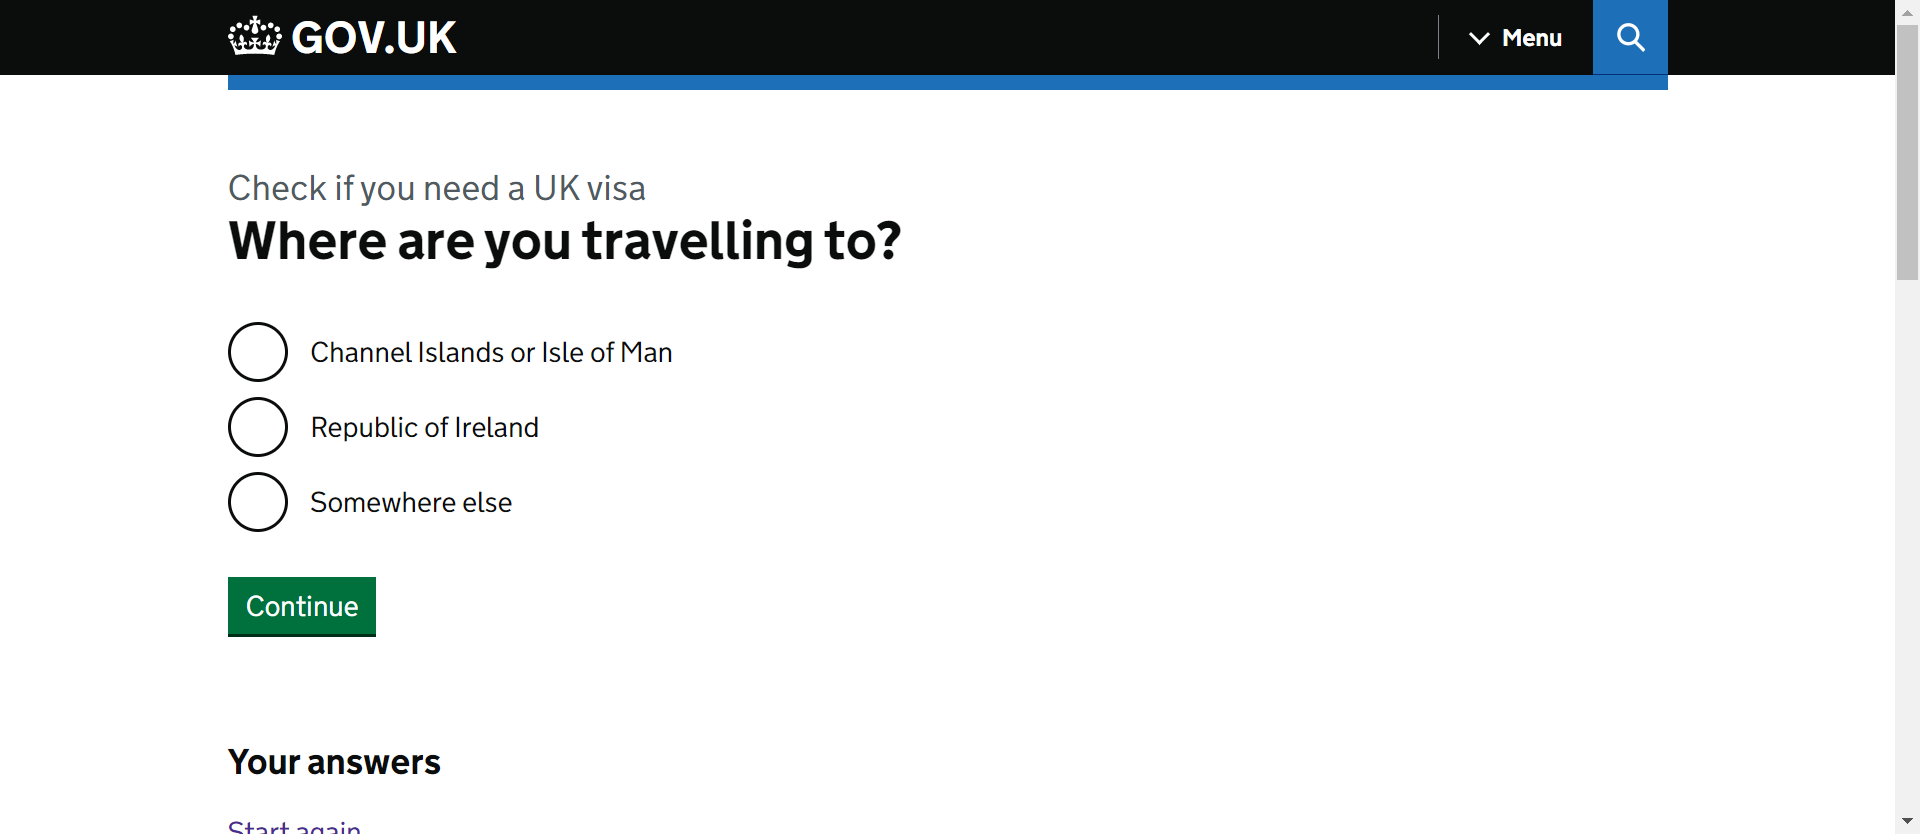 GOV.UK
Menu
Check if you need a UK visa
Where are you travelling to?
Channel Islands or Isle of Man
Republic of Ireland
Somewhere else
Continue
Your answers
Start again